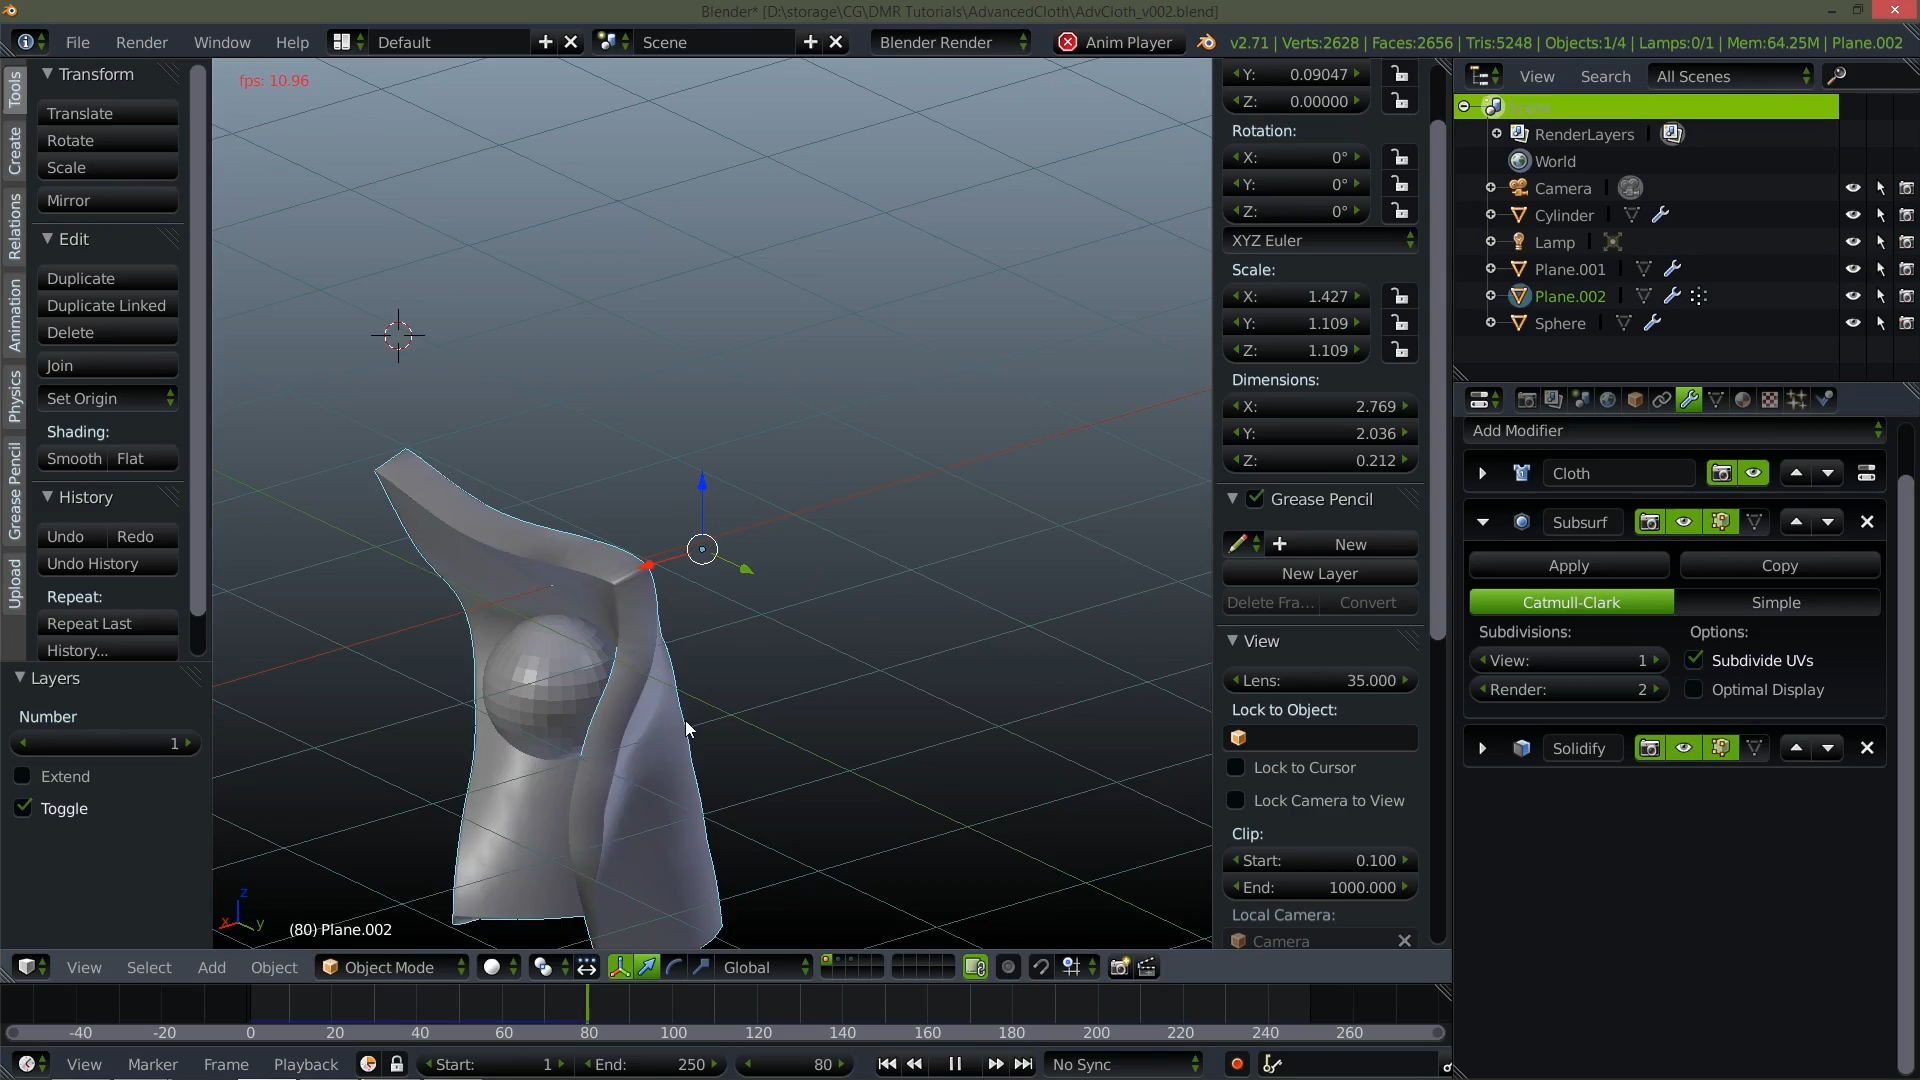 Blender* [D:\storage\CG\DMR Tutorials\AdvancedCloth\AdvCloth_v002.blend]
File Render Window Help Default Scene Blender Render Anim Player v2.71 | Verts:2628 | Faces:2656 | Tris:5248 | Objects:1/4 | Lamps:0/1 | Mem:64.25M | Plane.002
Tools
Create
Relations
Animation
Physics
Grease Pencil
Upload
Transform
Translate
Rotate
Scale
Mirror
Edit
Duplicate
Duplicate Linked
Delete
Join
Set Origin
Shading:
Smooth Flat
History
Undo Redo
Undo History
Repeat:
Repeat Last
History...
Layers
Number
1
Extend
Toggle
fps: 10.96
z
x y
(80) Plane.002
Y: 0.09047
Z: 0.00000
Rotation:
X: 0°
Y: 0°
Z: 0°
XYZ Euler
Scale:
X: 1.427
Y: 1.109
Z: 1.109
Dimensions:
X: 2.769
Y: 2.036
Z: 0.212
Grease Pencil
New
New Layer
Delete Fra... Convert
View
Lens: 35.000
Lock to Object:
Lock to Cursor
Lock Camera to View
Clip:
Start: 0.100
End: 1000.000
Local Camera:
Camera
View Search All Scenes
RenderLayers
World
Camera
Cylinder
Lamp
Plane.001
Plane.002
Sphere
Add Modifier
Cloth
Subsurf
Apply Copy
Catmull-Clark Simple
Subdivisions: Options:
View: 1 Subdivide UVs
Render: 2 Optimal Display
Solidify
View Select Add Object Object Mode Global
-40 -20 0 20 40 60 80 100 120 140 160 180 200 220 240 260
View Marker Frame Playback Start: 1 End: 250 80 No Sync